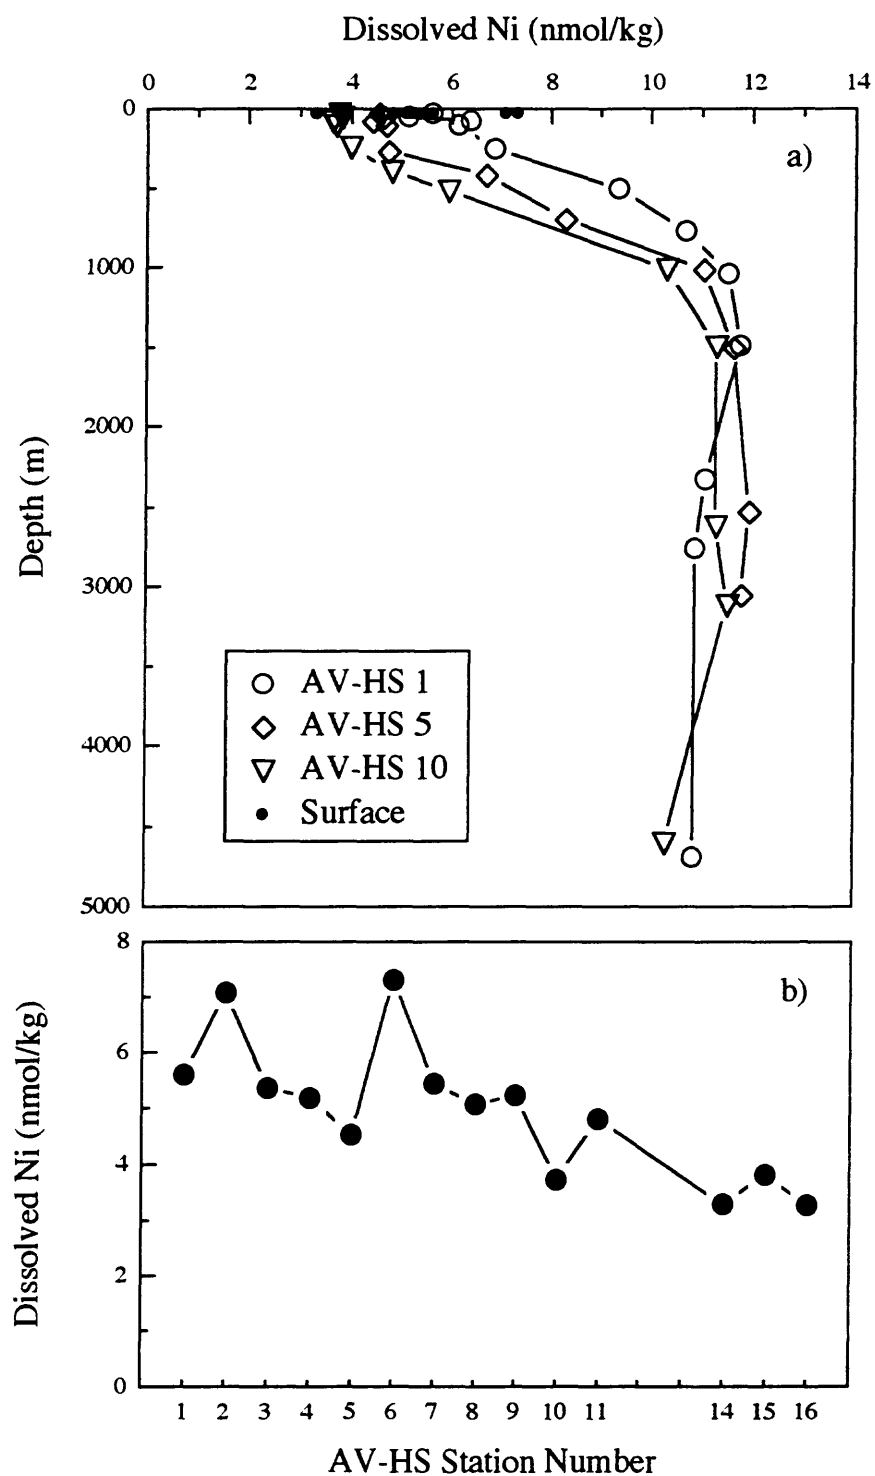 Dissolved Ni (nmol/kg)
0 2 4 6 8 10 12 14
0
a)
1000
2000
Depth (m)
3000
AV-HS 1
AV-HS 5
AV-HS 10
Surface
4000
5000
8
b)
6
Dissolved Ni (nmol/kg)
4
2
0
1 2 3 4 5 6 7 8 9 10 11 14 15 16
AV-HS Station Number